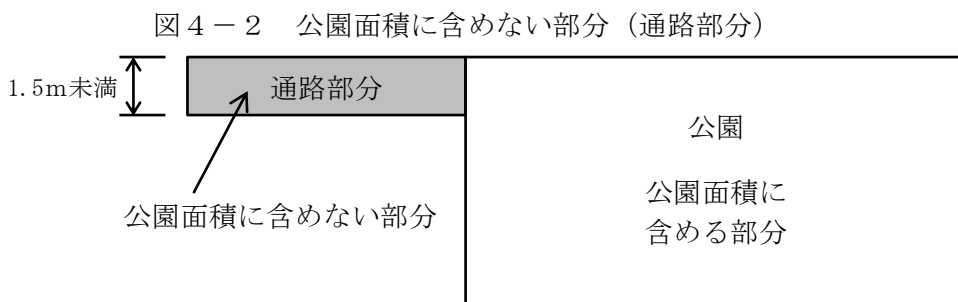 図４－２　公園面積に含めない部分（通路部分）
1.5m未満
通路部分
公園
公園面積に含めない部分
公園面積に
含める部分